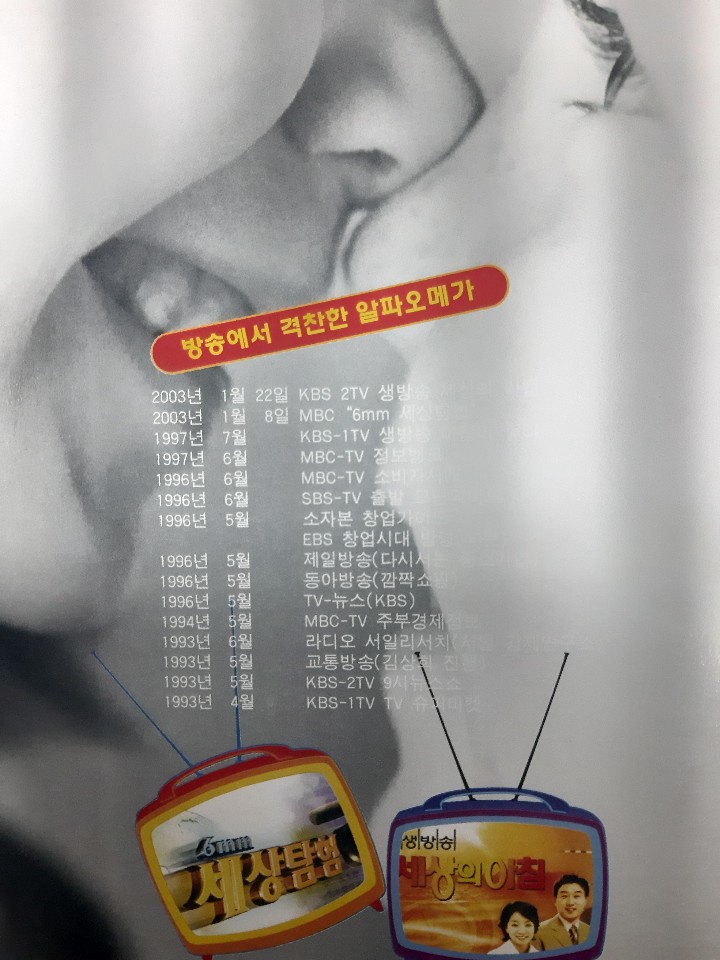 방송에서 격찬한 알파오메가
2003년 1월 22일 KBS 2TV 생방송
2003년 1월 8일 MBC "6mm 세상
1997년 7월 KBS-1TV 생방송
1997년 6월 MBC-TV 정보
1996년 6월 MBC-TV 소비자
1996년 6월 SBS-TV 출발
1996년 5월 소자본 창업가이
EBS 창업시대
1996년 5월 제일방송(다시
1996년 5월 동아방송(깜짝쇼
1996년 5월 TV-뉴스(KBS)
1994년 5월 MBC-TV 주부경제
1993년 6월 라디오 서일리서치(
1993년 5월 교통방송(김상희 진행)
1993년 5월 KBS-2TV 9시뉴스쇼
1993년 4월 KBS-1TV TV 슈퍼마켓
6mm
세상탐험
생방송
세상의아침